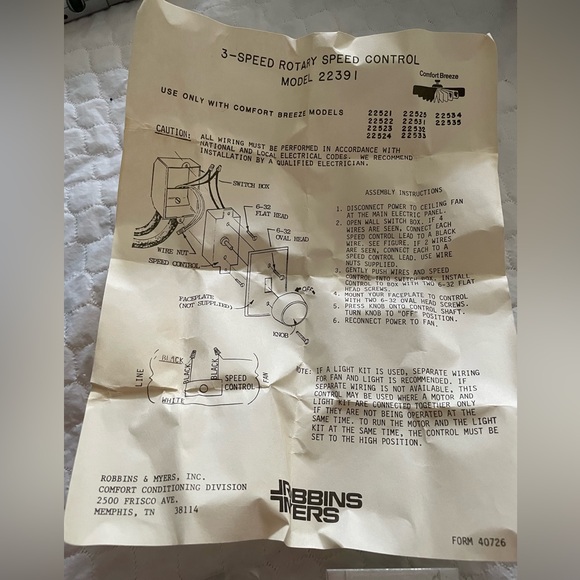 3-SPEED ROTARY SPEED CONTROL
MODEL 22391
Comfort Breeze
USE ONLY WITH COMFORT BREEZE MODELS
22521 22525 22534
22522 22531 22535
22523 22532
22524 22533
CAUTION: ALL WIRING MUST BE PERFORMED IN ACCORDANCE WITH
NATIONAL AND LOCAL ELECTRICAL CODES. WE RECOMMEND
INSTALLATION BY A QUALIFIED ELECTRICIAN.
SWITCH BOX
6-32
FLAT HEAD
6-32
OVAL HEAD
WIRE NUT
SPEED CONTROL
"OFF"
FACEPLATE
(NOT SUPPLIED)
KNOB
ASSEMBLY INSTRUCTIONS
1. DISCONNECT POWER TO CEILING FAN
AT THE MAIN ELECTRIC PANEL.
2. OPEN WALL SWITCH BOX. IF 4
WIRES ARE SEEN, CONNECT EACH
SPEED CONTROL LEAD TO A BLACK
WIRE. SEE FIGURE. IF 2 WIRES
ARE SEEN, CONNECT EACH TO A
SPEED CONTROL LEAD. USE WIRE
NUTS SUPPLIED.
3. GENTLY PUSH WIRES AND SPEED
CONTROL INTO SWITCH BOX. INSTALL
CONTROL TO BOX WITH TWO 6-32 FLAT
HEAD SCREWS.
4. MOUNT YOUR FACEPLATE TO CONTROL
WITH TWO 6-32 OVAL HEAD SCREWS.
5. PRESS KNOB ONTO CONTROL SHAFT.
TURN KNOB TO "OFF" POSITION.
6. RECONNECT POWER TO FAN.
LINE
BLACK
BLACK
BLACK
WHITE
SPEED
CONTROL
FAN
NOTE: IF A LIGHT KIT IS USED, SEPARATE WIRING
FOR FAN AND LIGHT IS RECOMMENDED. IF
SEPARATE WIRING IS NOT AVAILABLE, THIS
CONTROL MAY BE USED WHERE A MOTOR AND
LIGHT KIT ARE CONNECTED TOGETHER ONLY
IF THEY ARE NOT BEING OPERATED AT THE
SAME TIME. TO RUN THE MOTOR AND THE LIGHT
KIT AT THE SAME TIME, THE CONTROL MUST BE
SET TO THE HIGH POSITION.
ROBBINS & MYERS, INC.
COMFORT CONDITIONING DIVISION
2500 FRISCO AVE.
MEMPHIS, TN 38114
ROBBINS
MYERS
FORM 40726